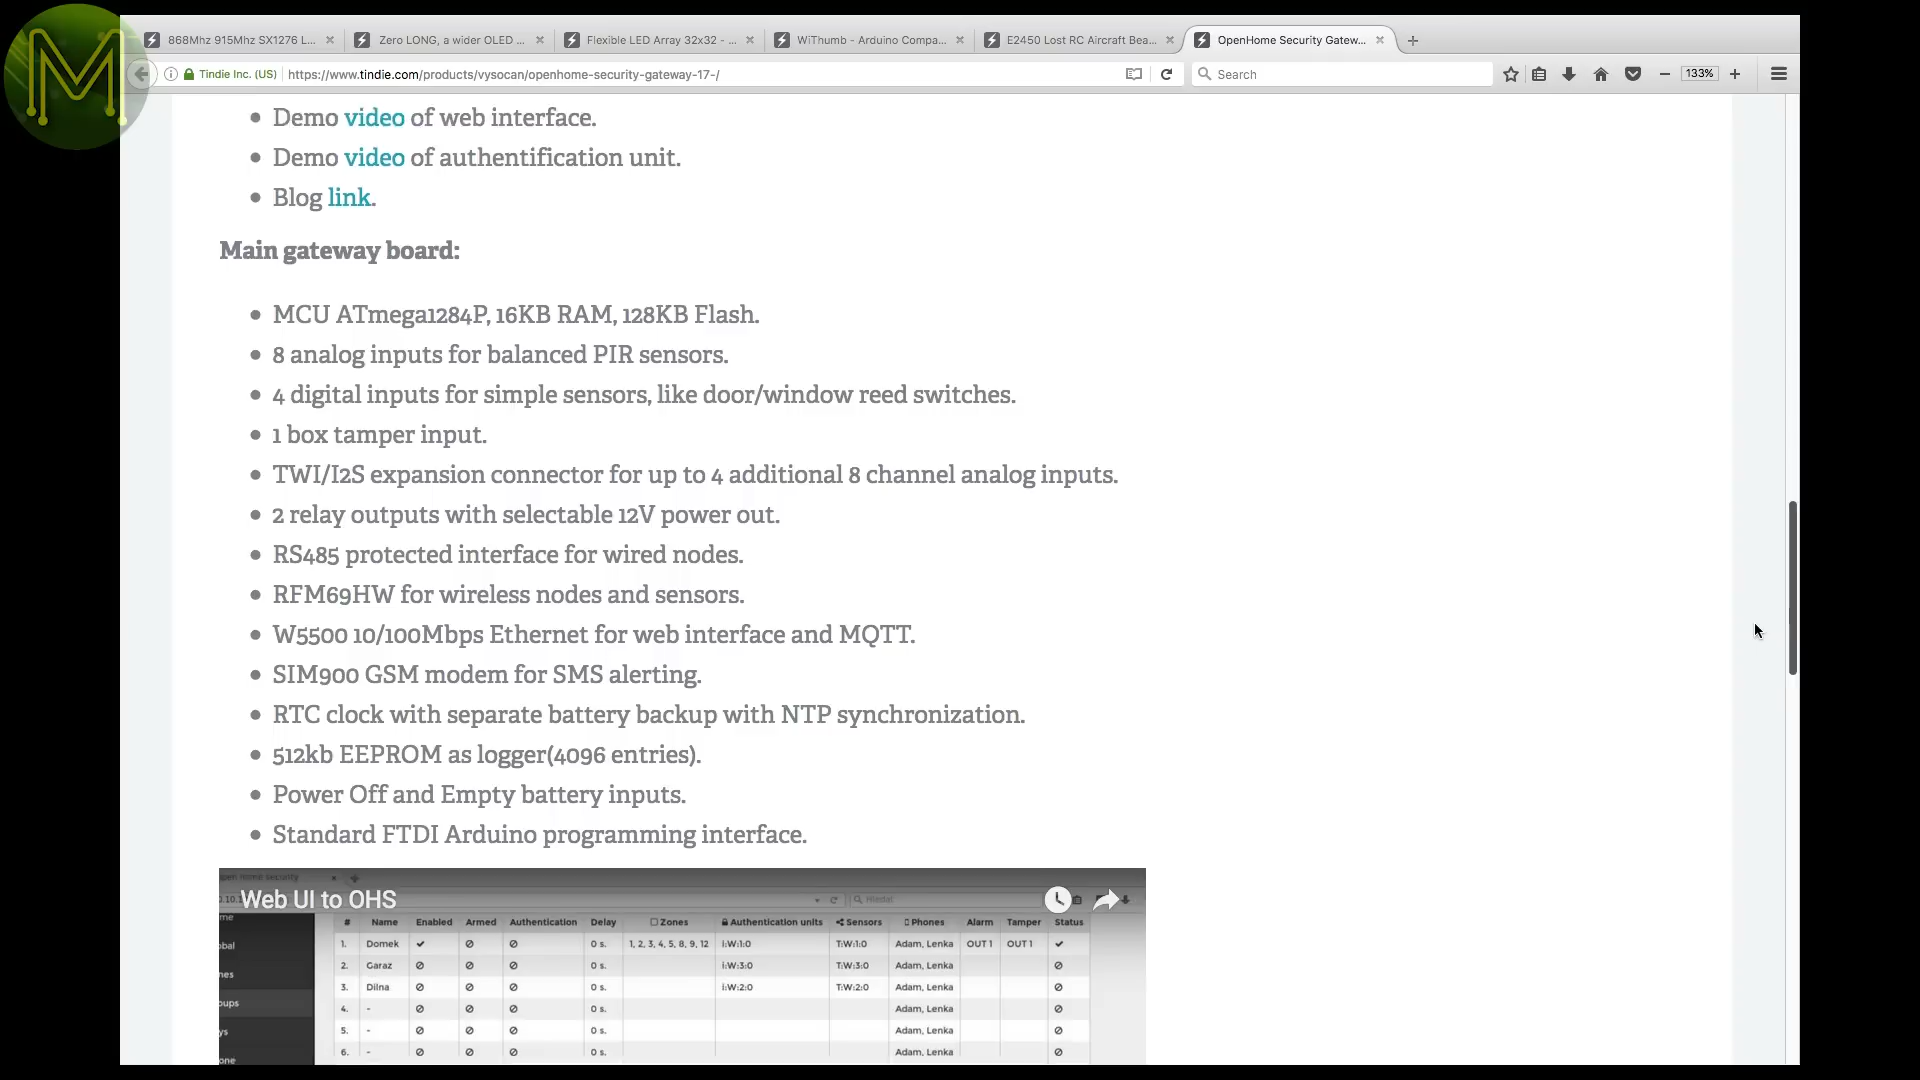 M
868Mhz 915Mhz SX1276 L...
Zero LONG, a wider OLED ...
Flexible LED Array 32x32 - ...
WiThumb - Arduino Compa...
E2450 Lost RC Aircraft Bea...
OpenHome Security Gatew...
Tindie Inc. (US)
https://www.tindie.com/products/vysocan/openhome-security-gateway-17-/
Search
133%
Demo video of web interface.
Demo video of authentification unit.
Blog link.
Main gateway board:
MCU ATmega1284P, 16KB RAM, 128KB Flash.
8 analog inputs for balanced PIR sensors.
4 digital inputs for simple sensors, like door/window reed switches.
1 box tamper input.
TWI/I2S expansion connector for up to 4 additional 8 channel analog inputs.
2 relay outputs with selectable 12V power out.
RS485 protected interface for wired nodes.
RFM69HW for wireless nodes and sensors.
W5500 10/100Mbps Ethernet for web interface and MQTT.
SIM900 GSM modem for SMS alerting.
RTC clock with separate battery backup with NTP synchronization.
512kb EEPROM as logger(4096 entries).
Power Off and Empty battery inputs.
Standard FTDI Arduino programming interface.
open home security
Web UI to OHS
Hledat
# Name Enabled Armed Authentication Delay Zones Authentication units Sensors Phones Alarm Tamper Status
1. Domek 0 s. 1, 2, 3, 4, 5, 8, 9, 12 i:W:1:0 T:W:1:0 Adam, Lenka OUT 1 OUT 1
2. Garaz 0 s. i:W:3:0 T:W:3:0 Adam, Lenka
3. Dilna 0 s. i:W:2:0 T:W:2:0 Adam, Lenka
4. - 0 s. Adam, Lenka
5. - 0 s. Adam, Lenka
6. - 0 s. Adam, Lenka